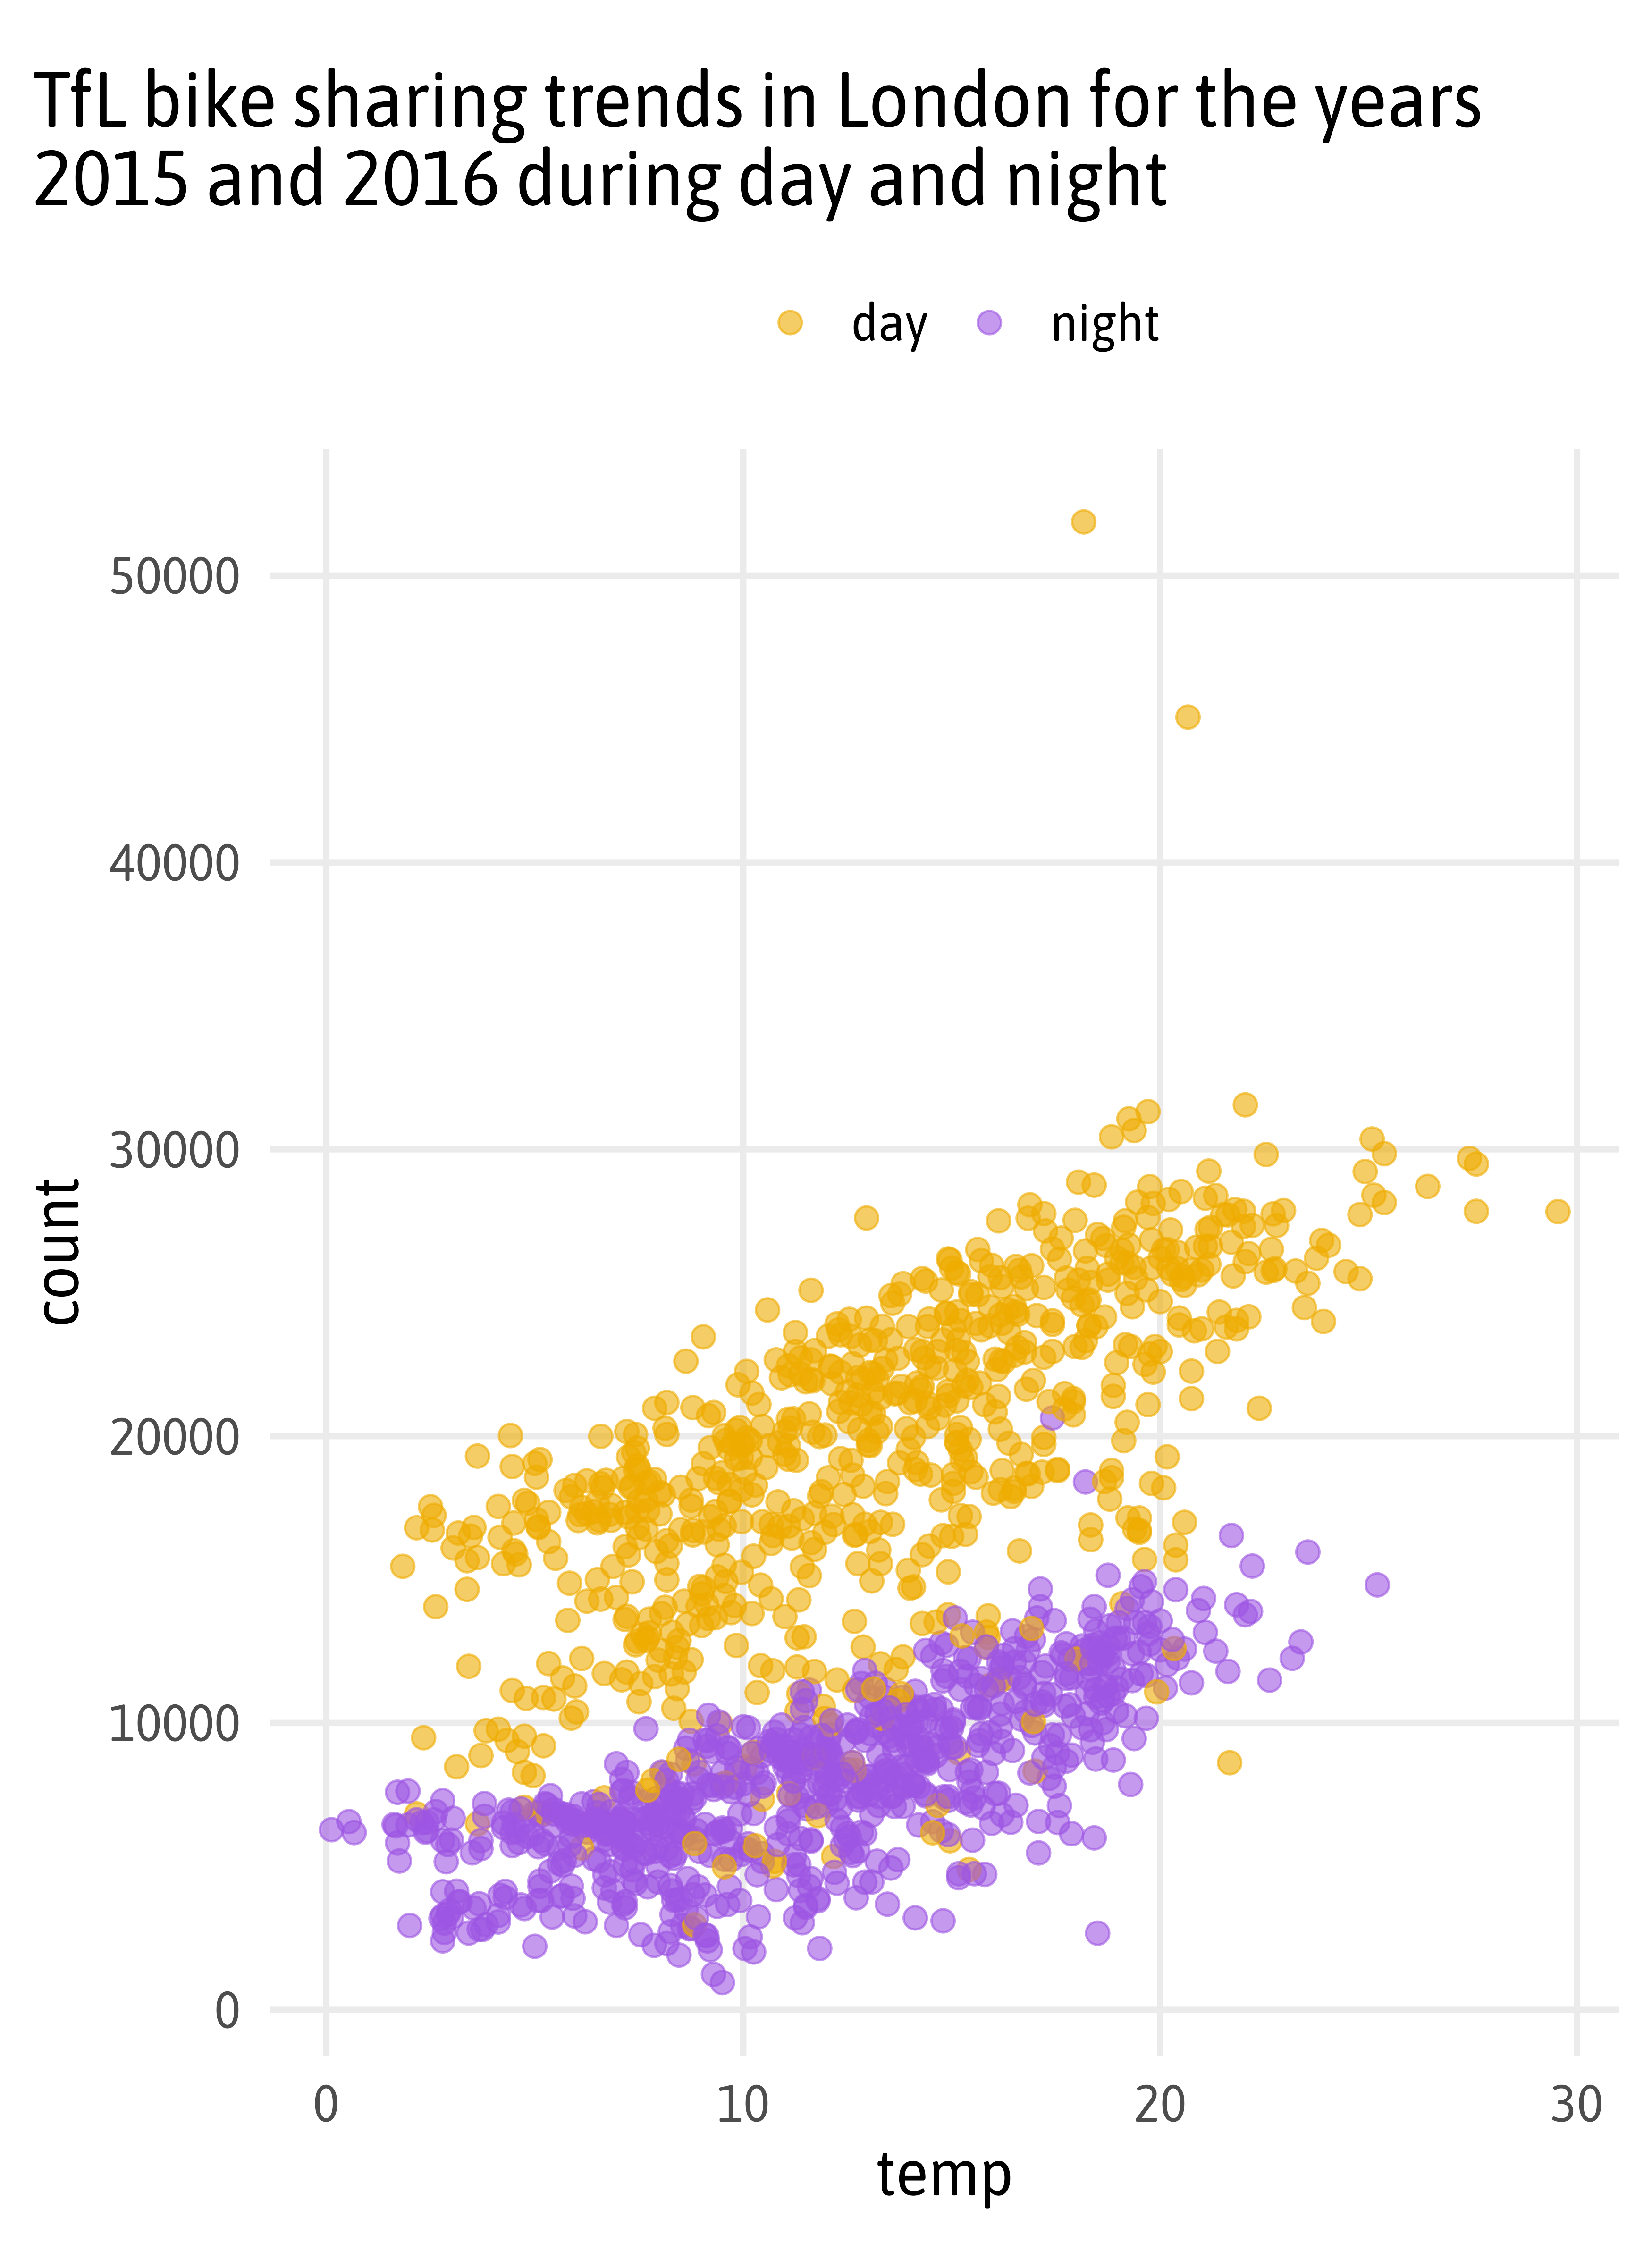 TfL bike sharing trends in London for the years
2015 and 2016 during day and night
day night
50000
40000
30000
20000
10000
0
count
0 10 20 30
temp